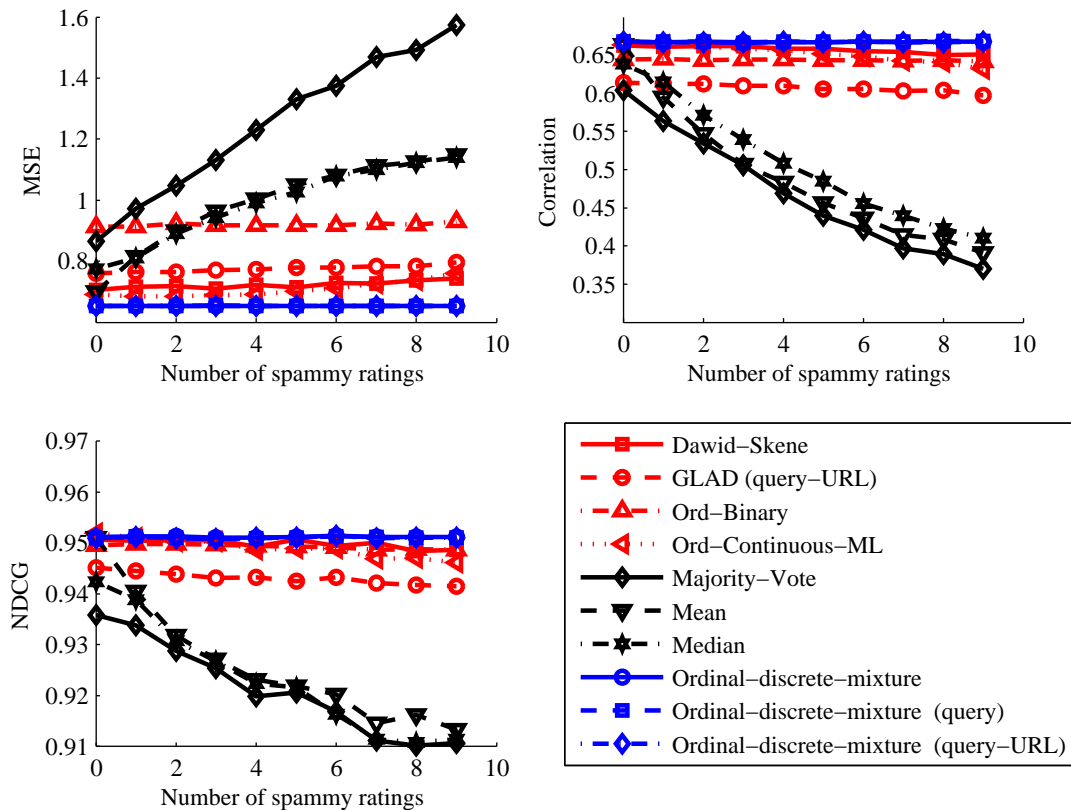 1.6
1.4
1.2
1
0.8
MSE
0 2 4 6 8 10
Number of spammy ratings
0.65
0.6
0.55
0.5
0.45
0.4
0.35
Correlation
0 2 4 6 8 10
Number of spammy ratings
0.97
0.96
0.95
0.94
0.93
0.92
0.91
NDCG
0 2 4 6 8 10
Number of spammy ratings
Dawid−Skene
GLAD (query−URL)
Ord−Binary
Ord−Continuous−ML
Majority−Vote
Mean
Median
Ordinal−discrete−mixture
Ordinal−discrete−mixture (query)
Ordinal−discrete−mixture (query−URL)